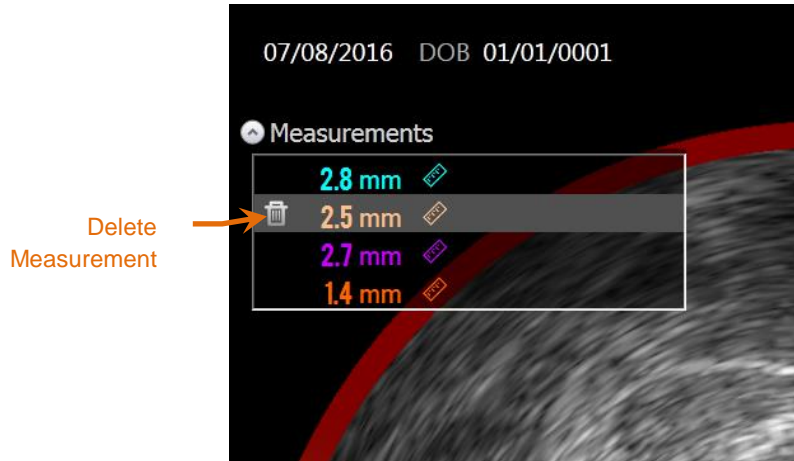 07/08/2016 DOB 01/01/0001
Measurements
2.8 mm
2.5 mm
2.7 mm
1.4 mm
Delete
Measurement